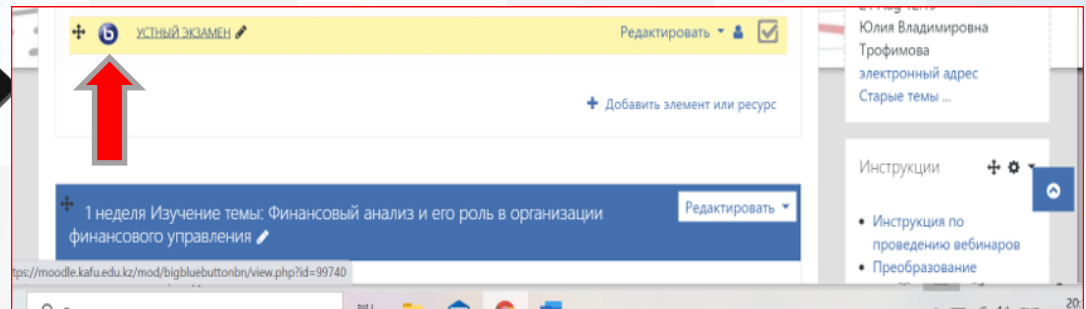 УСТНЫЙ ЭКЗАМЕН
Редактировать
Добавить элемент или ресурс
1 неделя Изучение темы: Финансовый анализ и его роль в организации
финансового управления
Редактировать
tps://moodle.kafu.edu.kz/mod/bigbluebuttonbn/view.php?id=99740
Юлия Владимировна
Трофимова
электронный адрес
Старые темы ...
Инструкции
Инструкция по
проведению вебинаров
Преобразование
20: